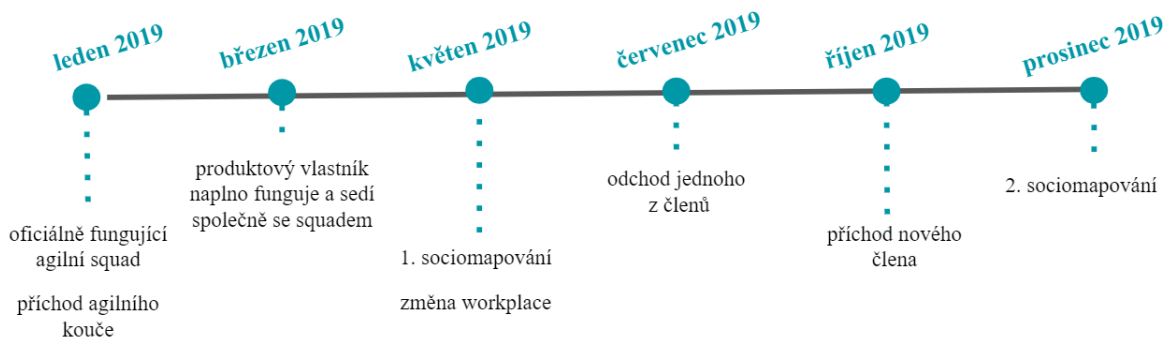 leden 2019
březen 2019
květen 2019
červenec 2019
říjen 2019
prosinec 2019
oficiálně fungující
agilní squad
příchod agilního
kouče
produktový vlastník
naplno funguje a sedí
společně se squadem
1. sociomapování
změna workplace
odchod jednoho
z členů
příchod nového
člena
2. sociomapování